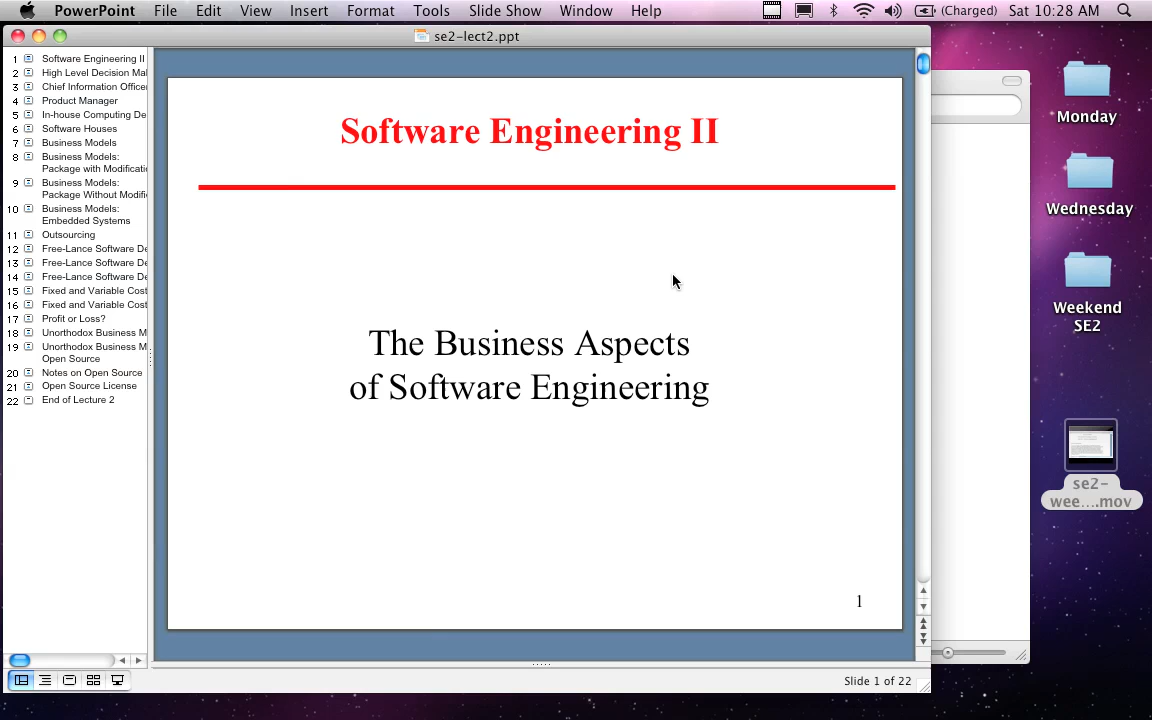 PowerPoint File Edit View Insert Format Tools Slide Show Window Help (Charged) Sat 10:28 AM
se2-lect2.ppt
1 Software Engineering II
2 High Level Decision Mal
3 Chief Information Office
4 Product Manager
5 In-house Computing De
6 Software Houses
7 Business Models
8 Business Models:
Package with Modificati
9 Business Models:
Package Without Modifi
10 Business Models:
Embedded Systems
11 Outsourcing
12 Free-Lance Software De
13 Free-Lance Software De
14 Free-Lance Software De
15 Fixed and Variable Cost
16 Fixed and Variable Cost
17 Profit or Loss?
18 Unorthodox Business M
19 Unorthodox Business M
Open Source
20 Notes on Open Source
21 Open Source License
22 End of Lecture 2
Software Engineering II
The Business Aspects
of Software Engineering
1
Slide 1 of 22
Monday
Wednesday
Weekend
SE2
se2-
wee....mov